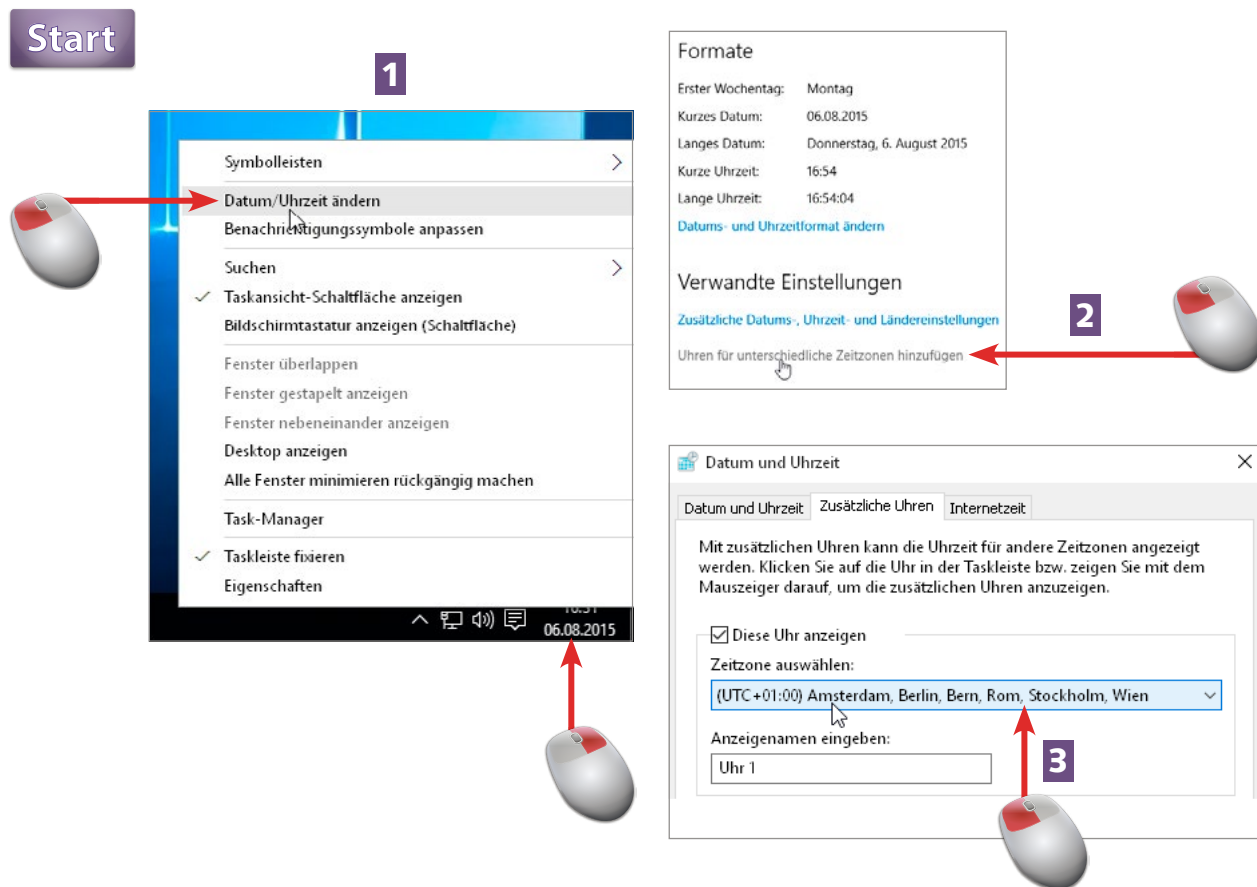 Start
1
Symbolleisten
Datum/Uhrzeit ändern
Benachrichtigungssymbole anpassen
Suchen
Taskansicht-Schaltfläche anzeigen
Bildschirmtastatur anzeigen (Schaltfläche)
Fenster überlappen
Fenster gestapelt anzeigen
Fenster nebeneinander anzeigen
Desktop anzeigen
Alle Fenster minimieren rückgängig machen
Task-Manager
Taskleiste fixieren
Eigenschaften
06.08.2015
Formate
Erster Wochentag: Montag
Kurzes Datum: 06.08.2015
Langes Datum: Donnerstag, 6. August 2015
Kurze Uhrzeit: 16:54
Lange Uhrzeit: 16:54:04
Datums- und Uhrzeitformat ändern
Verwandte Einstellungen
Zusätzliche Datums-, Uhrzeit- und Ländereinstellungen
Uhren für unterschiedliche Zeitzonen hinzufügen
2
Datum und Uhrzeit
Datum und Uhrzeit Zusätzliche Uhren Internetzeit
Mit zusätzlichen Uhren kann die Uhrzeit für andere Zeitzonen angezeigt
werden. Klicken Sie auf die Uhr in der Taskleiste bzw. zeigen Sie mit dem
Mauszeiger darauf, um die zusätzlichen Uhren anzuzeigen.
Diese Uhr anzeigen
Zeitzone auswählen:
(UTC+01:00) Amsterdam, Berlin, Bern, Rom, Stockholm, Wien
Anzeigenamen eingeben:
Uhr 1
3